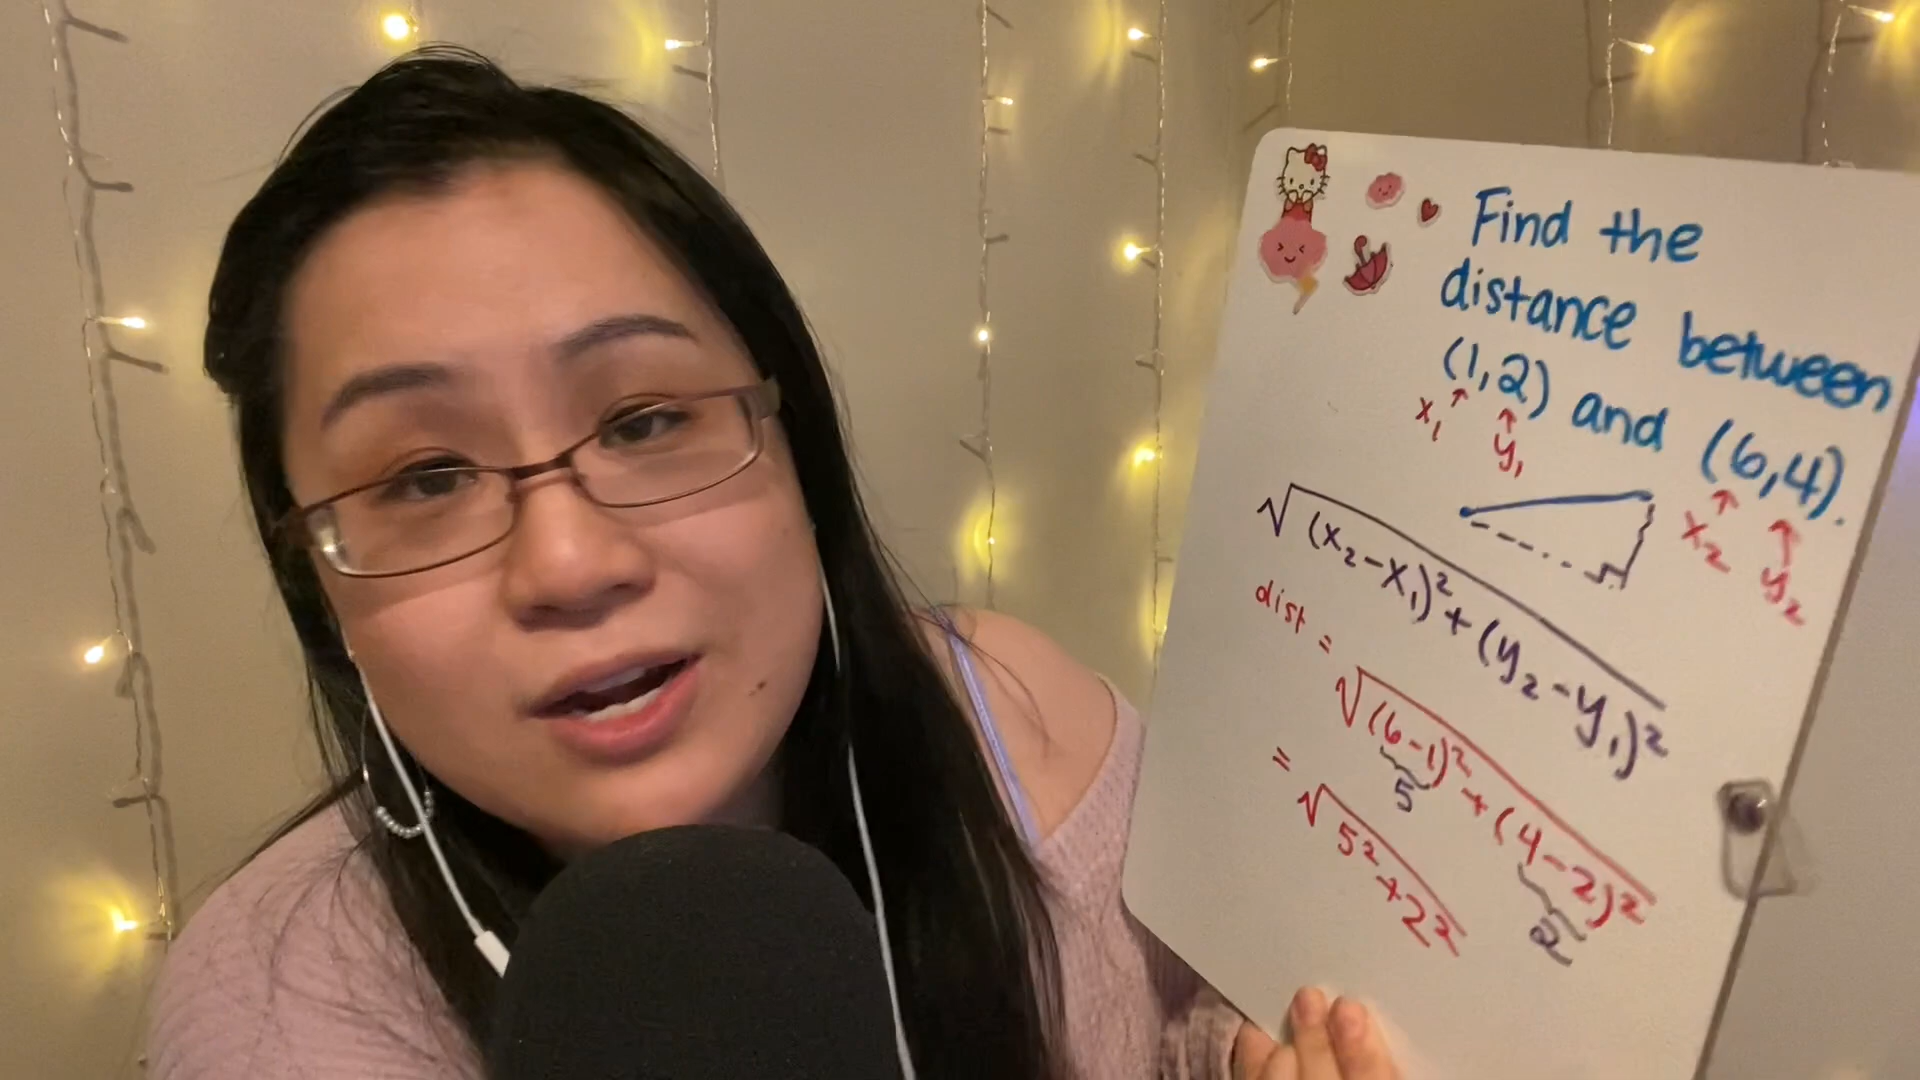 Find the
distance between
(1,2) and (6,4).
x₁ y₁ x₂ y₂
√(x₂-x₁)²+(y₂-y₁)²
dist = √(6-1)²+(4-2)²
5 2
= √5²+2²